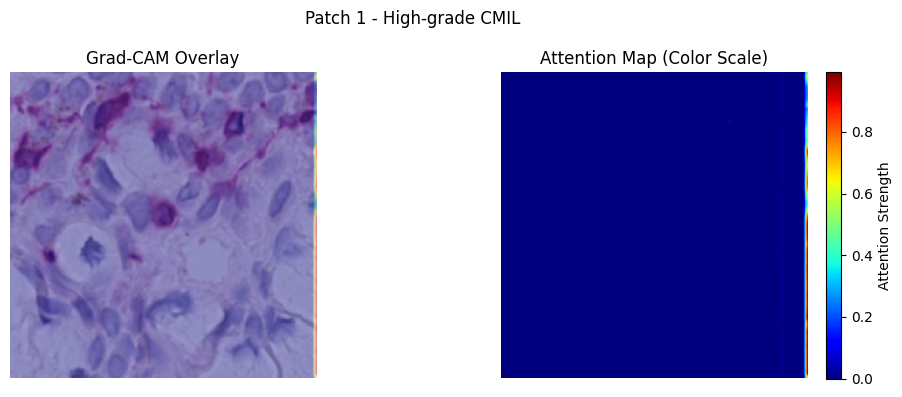 Patch 1 - High-grade CMIL
Grad-CAM Overlay
Attention Map (Color Scale)
0.8
0.6
0.4
0.2
0.0
Attention Strength